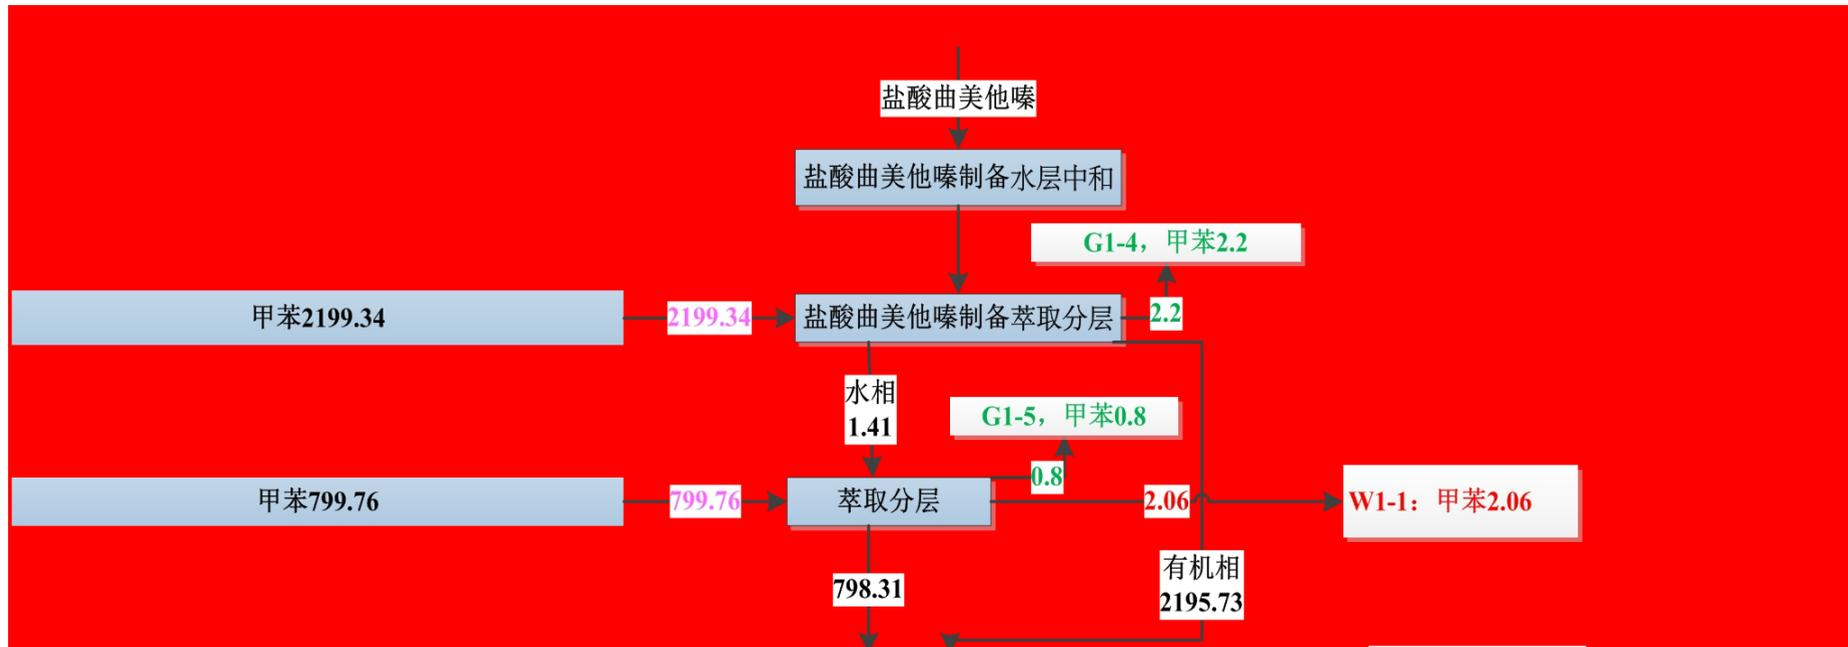 盐酸曲美他嗪
盐酸曲美他嗪制备水层中和
G1-4，甲苯2.2
甲苯2199.34
2199.34
盐酸曲美他嗪制备萃取分层
2.2
水相
1.41
G1-5，甲苯0.8
0.8
甲苯799.76
799.76
萃取分层
2.06
W1-1：甲苯2.06
798.31
有机相
2195.73